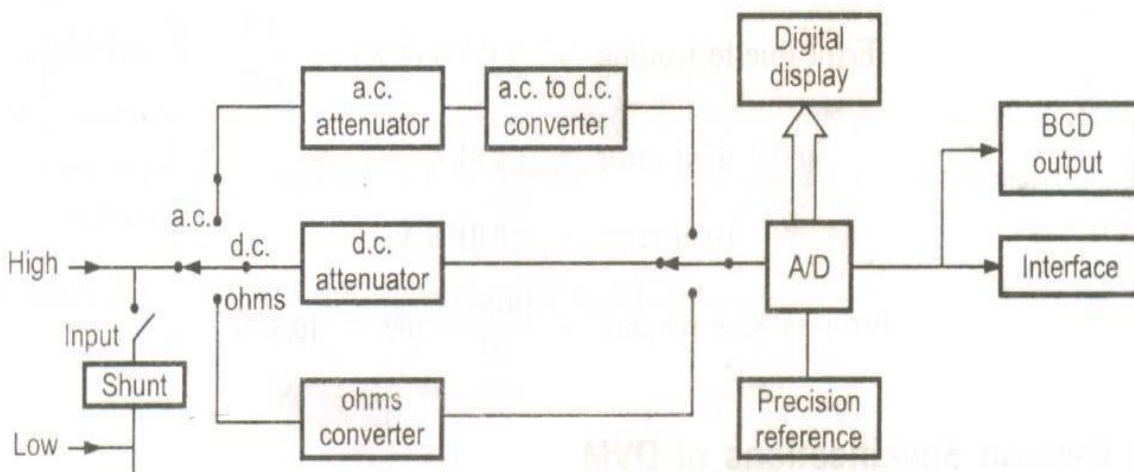 Digital
display
a.c.
attenuator
a.c. to d.c.
converter
BCD
output
a.c.
d.c.
d.c.
attenuator
High
A/D
Interface
ohms
Input
Shunt
ohms
converter
Precision
reference
Low